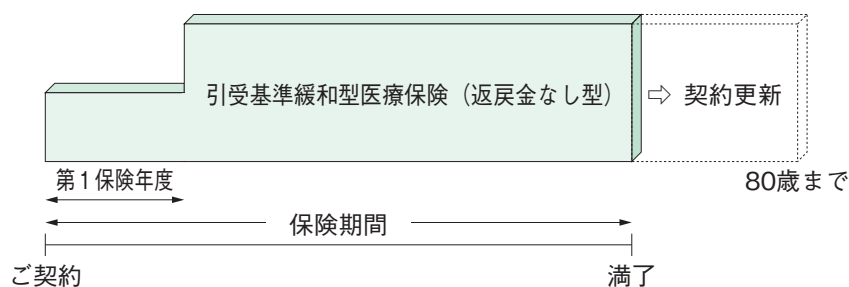 引受基準緩和型医療保険（返戻金なし型）
⇨ 契約更新
第1保険年度
80歳まで
保険期間
ご契約
満了